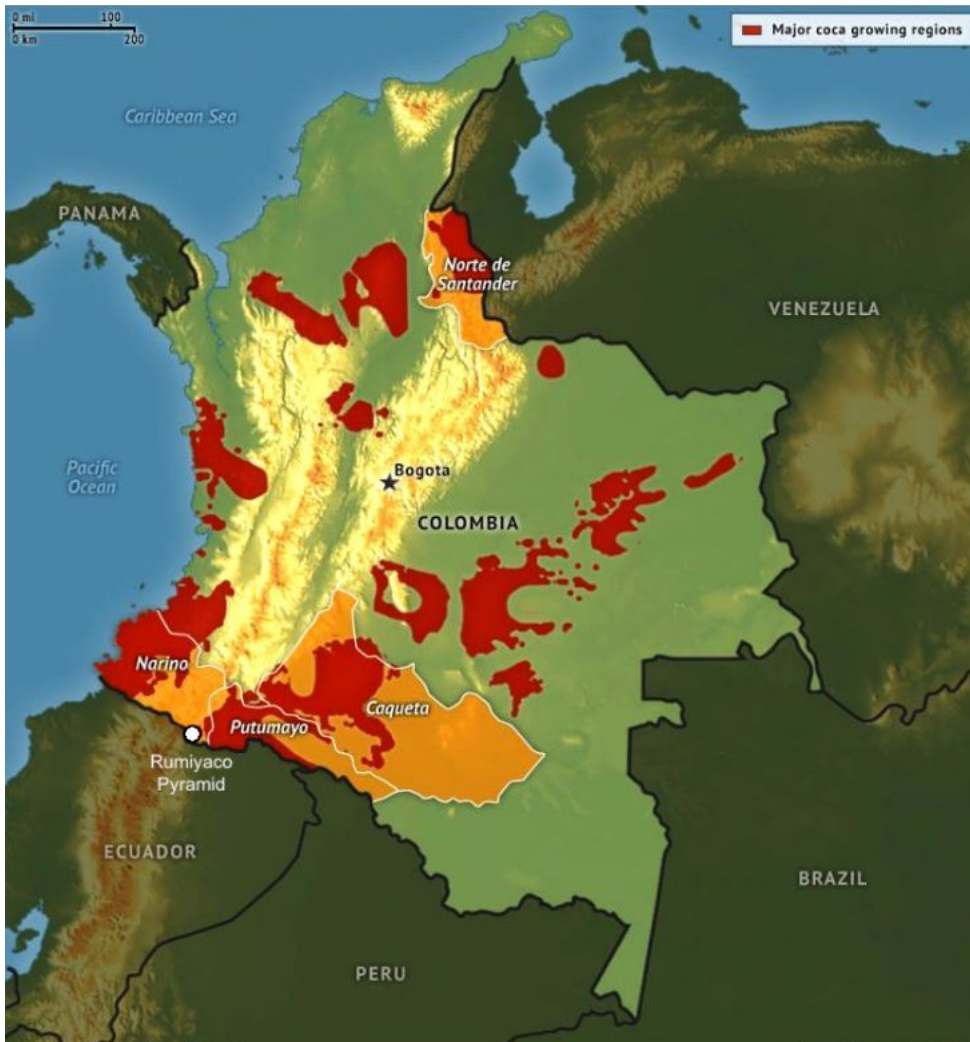 0 mi 100
0 km 200
Major coca growing regions
Caribbean Sea
PANAMA
Norte de
Santander
VENEZUELA
Pacific
Ocean
Bogota
COLOMBIA
Narino
Putumayo
Caqueta
Rumiyaco
Pyramid
ECUADOR
BRAZIL
PERU